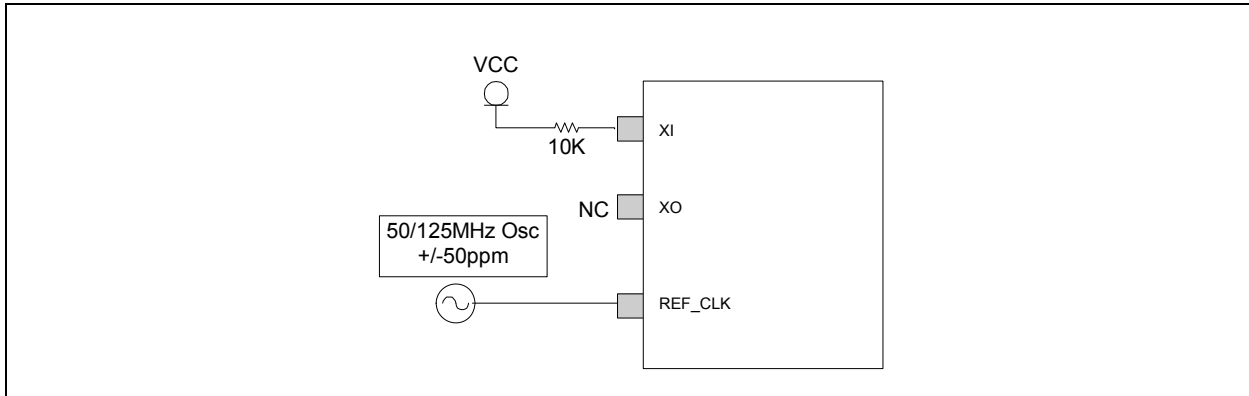 VCC
10K
XI
NC
XO
50/125MHz Osc
+/-50ppm
REF_CLK